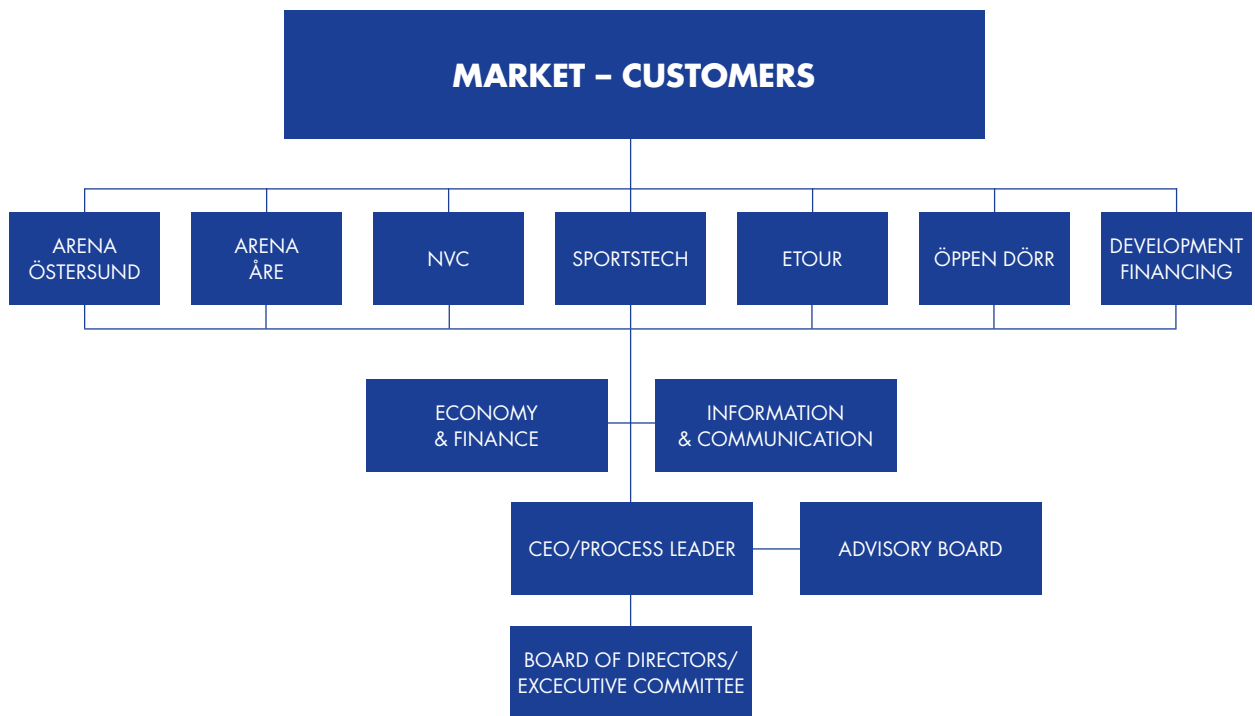 MARKET – CUSTOMERS
ARENA
ÖSTERSUND
ARENA
ÅRE
NVC
SPORTSTECH
ETOUR
ÖPPEN DÖRR
DEVELOPMENT
FINANCING
ECONOMY
& FINANCE
INFORMATION
& COMMUNICATION
CEO/PROCESS LEADER
ADVISORY BOARD
BOARD OF DIRECTORS/
EXCECUTIVE COMMITTEE